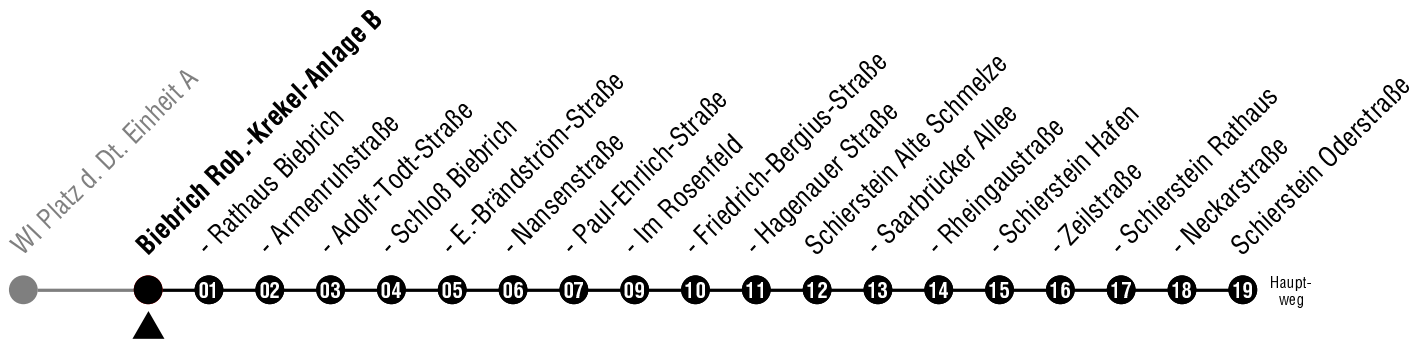 WI Platz d. Dt. Einheit A
Biebrich Rob.-Krekel-Anlage B
- Rathaus Biebrich
- Armenruhstraße
- Adolf-Todt-Straße
- Schloß Biebrich
- E.-Brändström-Straße
- Nansenstraße
- Paul-Ehrlich-Straße
- Im Rosenfeld
- Friedrich-Bergius-Straße
- Hagenauer Straße
Schierstein Alte Schmelze
- Saarbrücker Allee
- Rheingaustraße
- Schierstein Hafen
- Zeilstraße
- Schierstein Rathaus
- Neckarstraße
Schierstein Oderstraße
01 02 03 04 05 06 07 09 10 11 12 13 14 15 16 17 18 19
Haupt-
weg